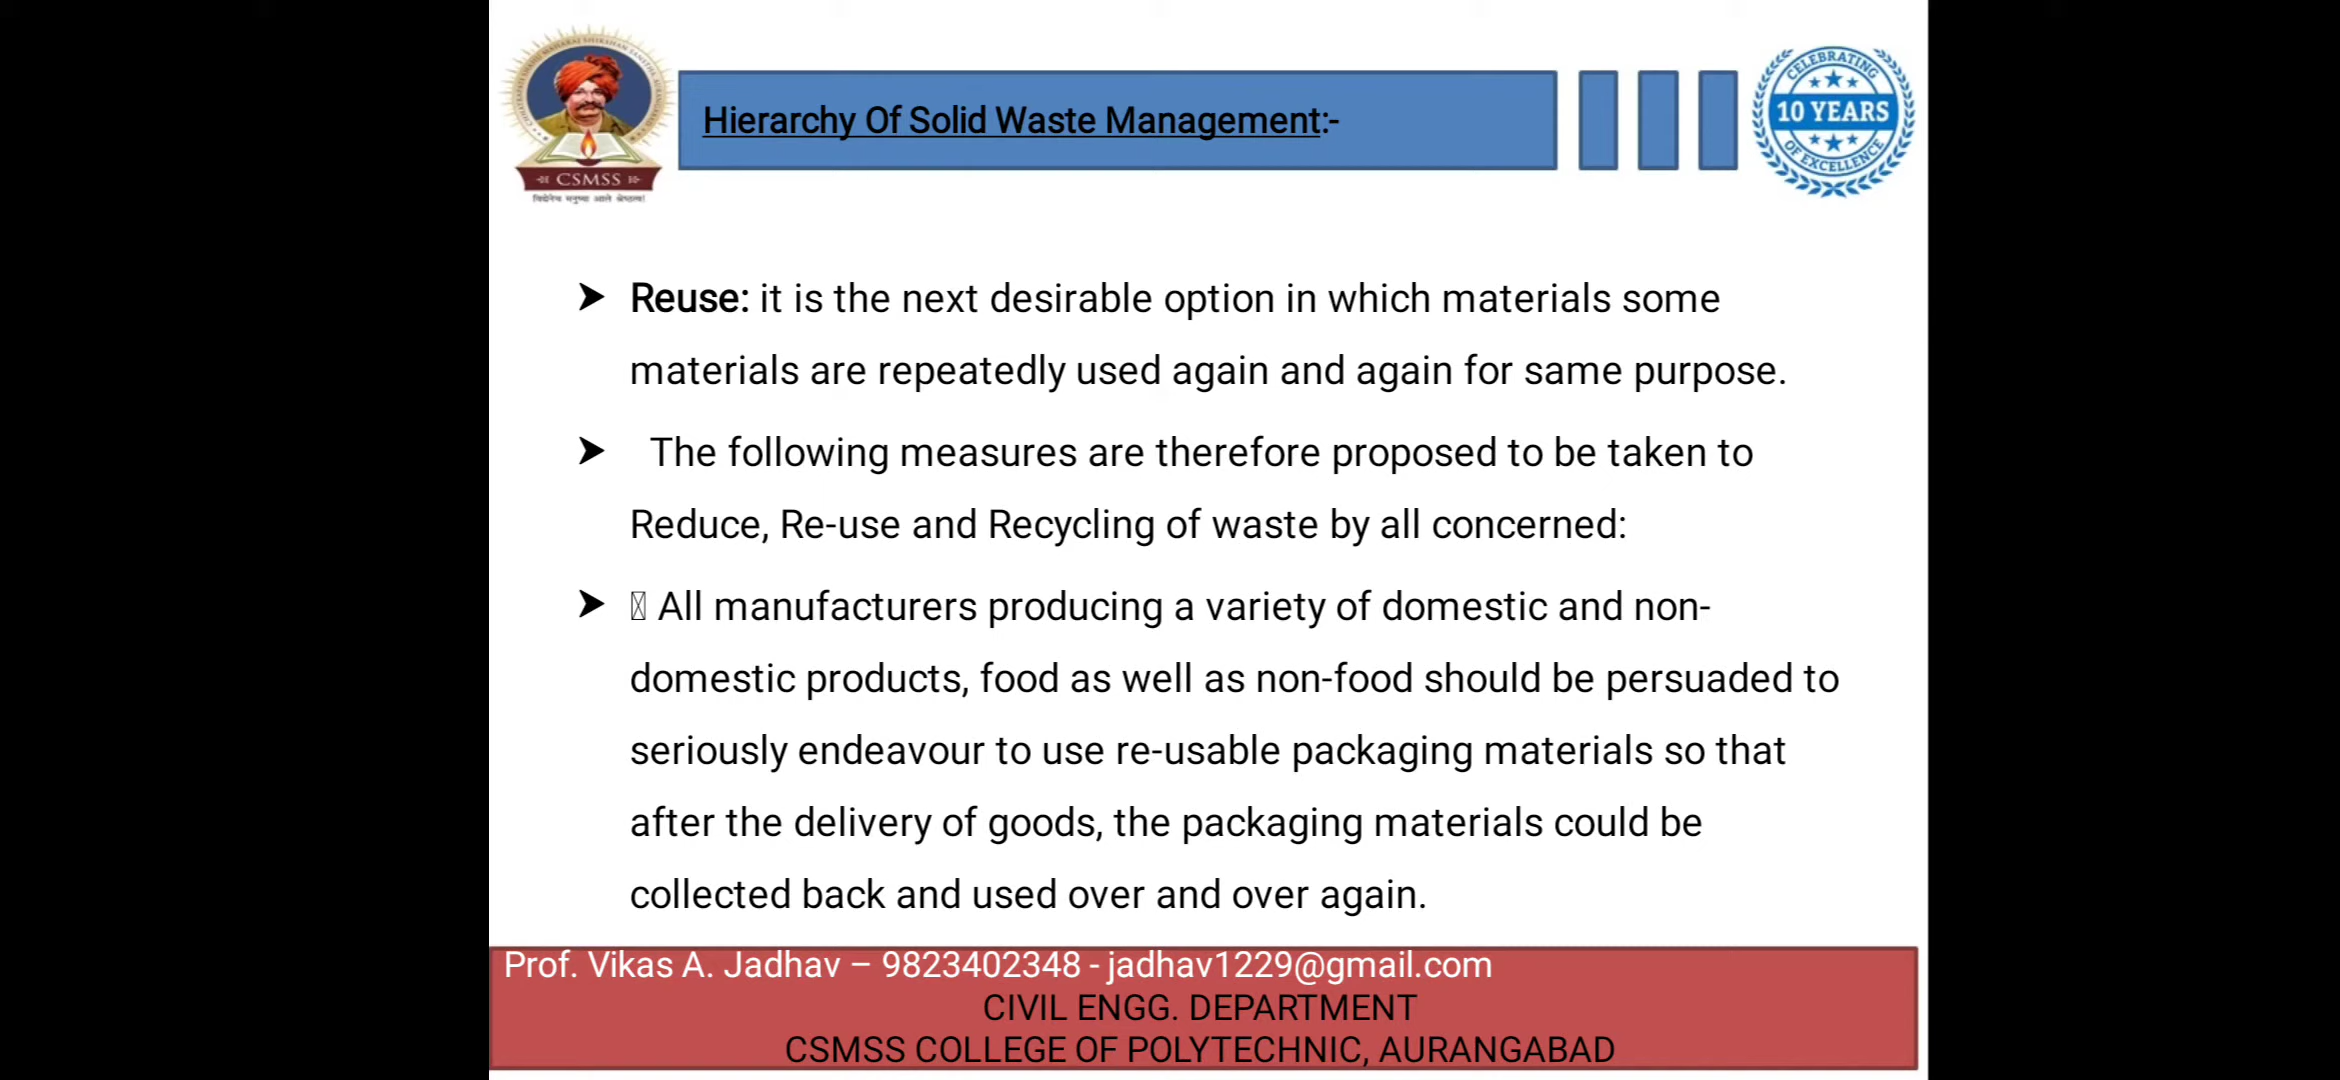 CSMSS
Hierarchy Of Solid Waste Management:-
CELEBRATING
10 YEARS
OF EXCELLENCE
➤ Reuse: it is the next desirable option in which materials some
materials are repeatedly used again and again for same purpose.
➤ The following measures are therefore proposed to be taken to
Reduce, Re-use and Recycling of waste by all concerned:
➤ All manufacturers producing a variety of domestic and non-
domestic products, food as well as non-food should be persuaded to
seriously endeavour to use re-usable packaging materials so that
after the delivery of goods, the packaging materials could be
collected back and used over and over again.
Prof. Vikas A. Jadhav – 9823402348 - jadhav1229@gmail.com
CIVIL ENGG. DEPARTMENT
CSMSS COLLEGE OF POLYTECHNIC, AURANGABAD